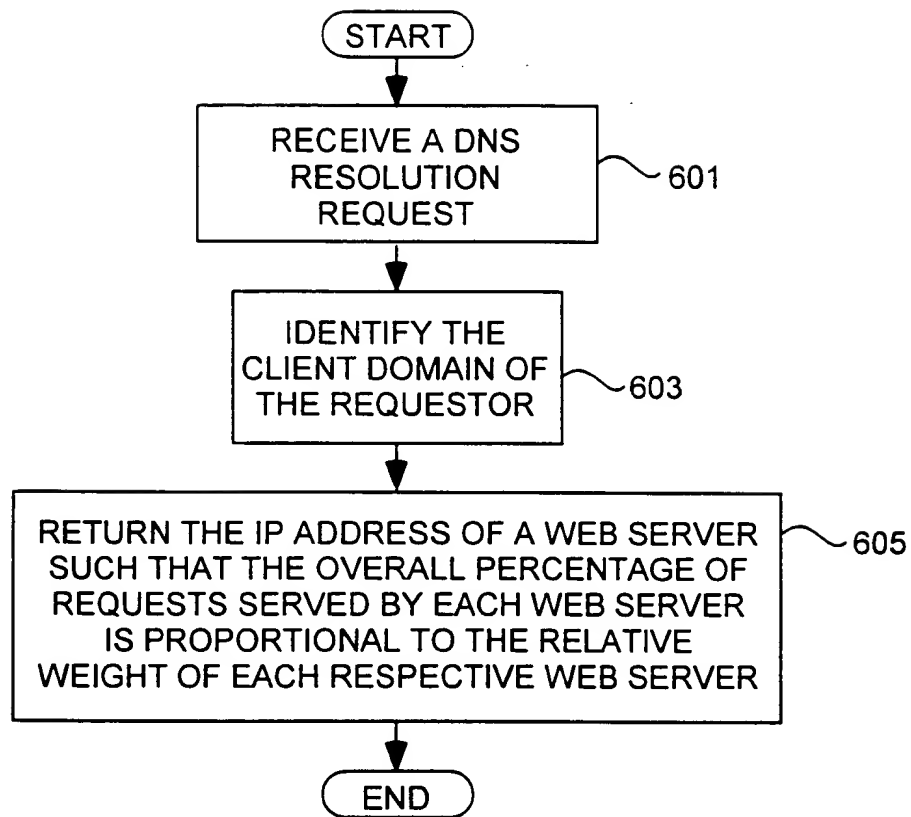 START
RECEIVE A DNS
RESOLUTION
REQUEST
601
IDENTIFY THE
CLIENT DOMAIN OF
THE REQUESTOR
603
RETURN THE IP ADDRESS OF A WEB SERVER
SUCH THAT THE OVERALL PERCENTAGE OF
REQUESTS SERVED BY EACH WEB SERVER
IS PROPORTIONAL TO THE RELATIVE
WEIGHT OF EACH RESPECTIVE WEB SERVER
605
END